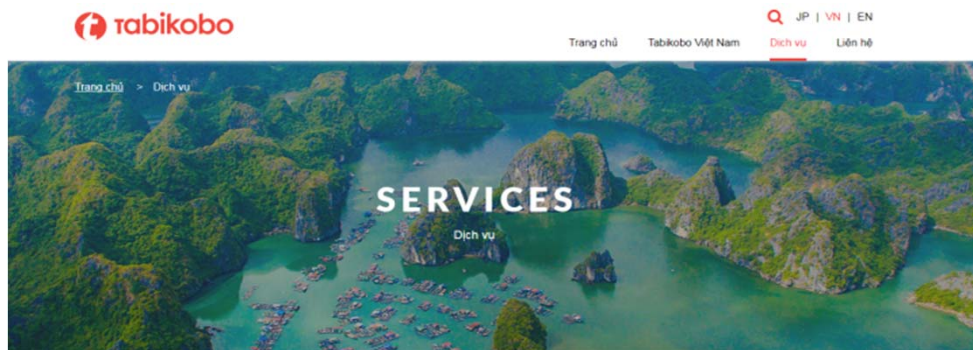 Tabikobo
JP | VN | EN
Trang chủ Tabikobo Việt Nam Dịch vụ Liên hệ
Trang chủ > Dịch vụ
SERVICES
Dịch vụ